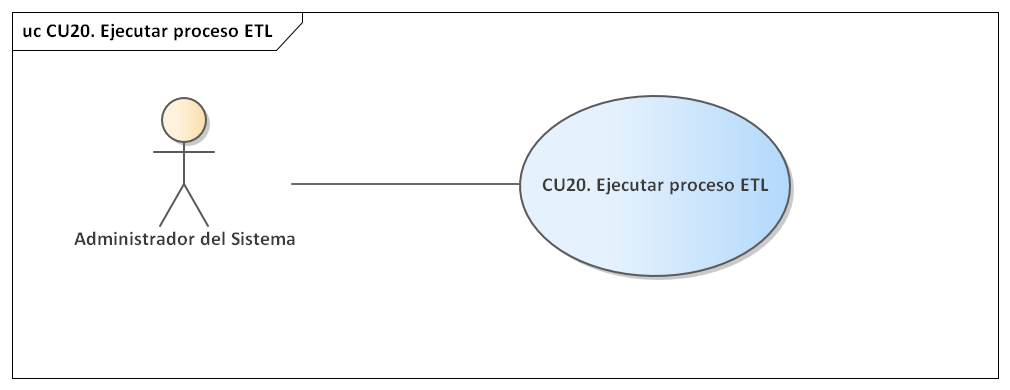 uc CU20. Ejecutar proceso ETL
CU20. Ejecutar proceso ETL
Administrador del Sistema